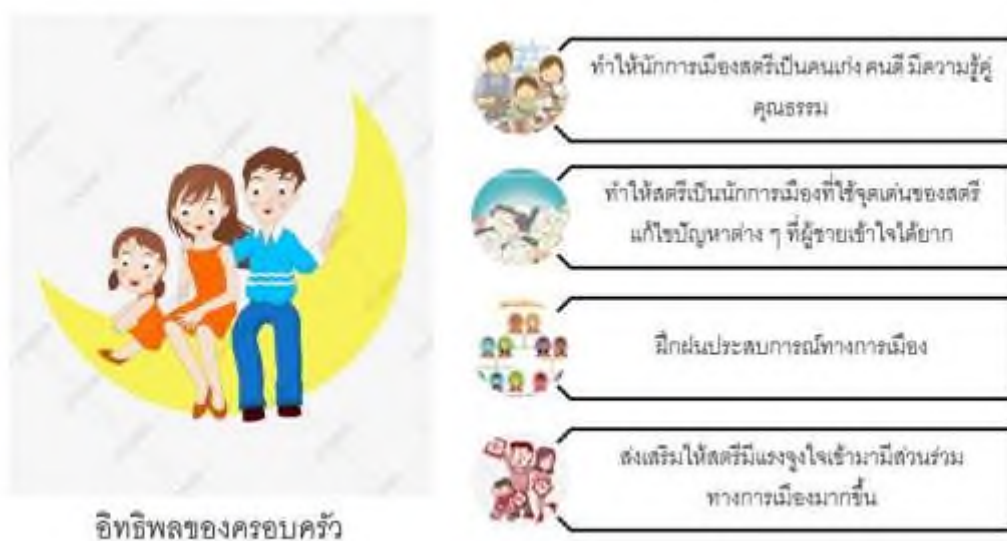 ทำให้นักการเมืองสตรีเป็นคนเก่ง คนดี มีความรู้คู่
คุณธรรม
ทำให้สตรีเป็นนักการเมืองที่ใช้จุดเด่นของสตรี
แก้ไขปัญหาต่าง ๆ ที่ผู้ชายเข้าใจได้ยาก
ฝึกฝนประสบการณ์ทางการเมือง
ส่งเสริมให้สตรีมีแรงจูงใจเข้ามามีส่วนร่วม
ทางการเมืองมากขึ้น
อิทธิพลของครอบครัว